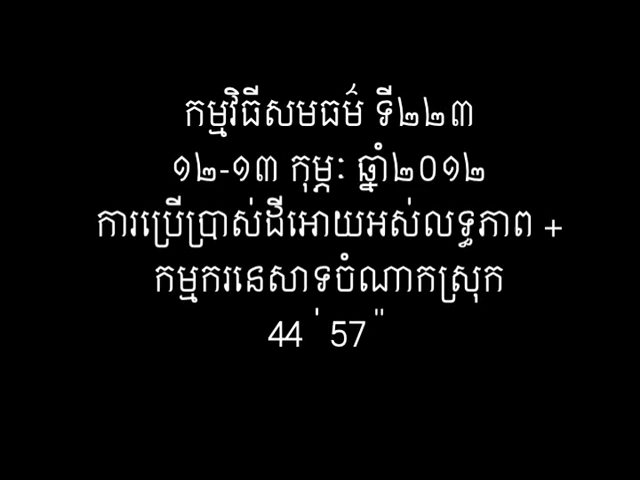 កម្មវិធីសមធម៌ ទី២២៣
១២-១៣ កុម្ភៈ ឆ្នាំ២០១២
ការប្រើប្រាស់ដីអោយអស់លទ្ធភាព +
កម្មករនេសាទចំណាកស្រុក
44 ' 57 "